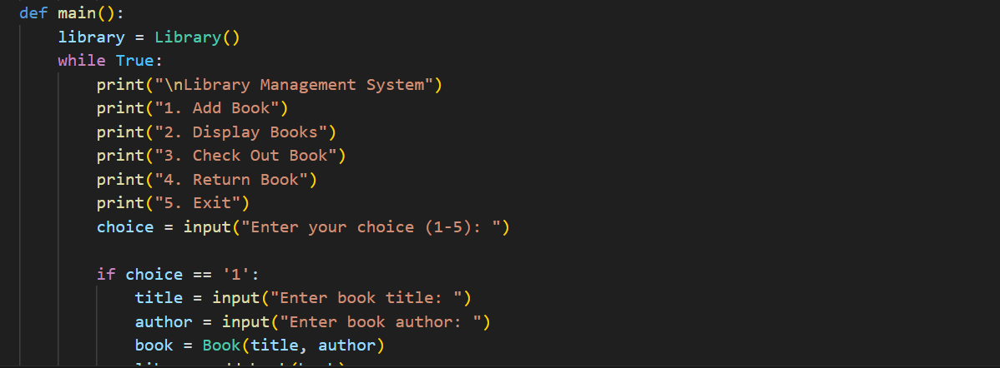 def main():
    library = Library()
    while True:
        print("\nLibrary Management System")
        print("1. Add Book")
        print("2. Display Books")
        print("3. Check Out Book")
        print("4. Return Book")
        print("5. Exit")
        choice = input("Enter your choice (1-5): ")

        if choice == '1':
            title = input("Enter book title: ")
            author = input("Enter book author: ")
            book = Book(title, author)